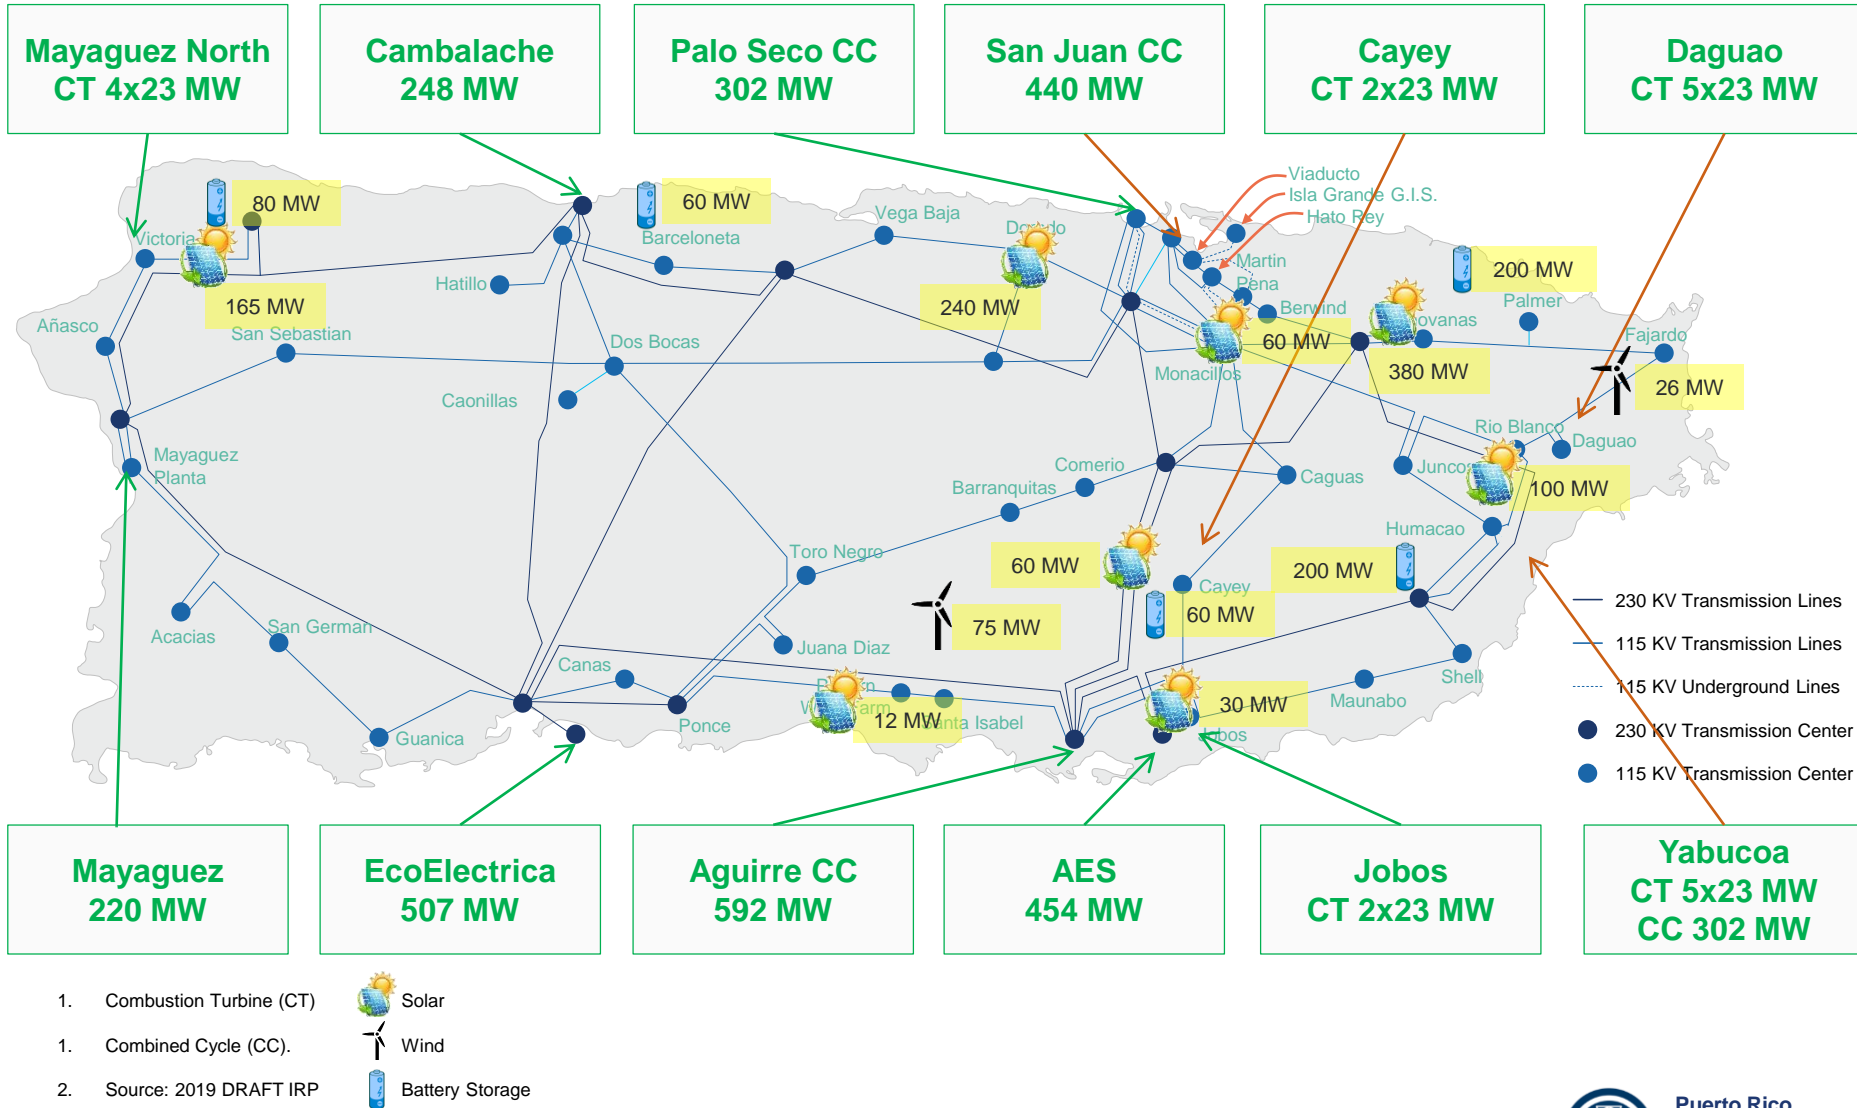 Mayaguez North
CT 4x23 MW
Cambalache
248 MW
Palo Seco CC
302 MW
San Juan CC
440 MW
Cayey
CT 2x23 MW
Daguao
CT 5x23 MW
Viaducto
Isla Grande G.I.S.
Hato Rey
80 MW
60 MW
Vega Baja
Victoria
Barceloneta
Martin
Pena
200 MW
Hatillo
Palmer
165 MW
240 MW
Berwind
Añasco
San Sebastian
Dos Bocas
60 MW
Fajardo
Monacillos
380 MW
26 MW
Caonillas
Rio Blanco
Daguao
Mayaguez
Planta
Comerio
Caguas
Juncos
Barranquitas
100 MW
Humacao
Toro Negro
60 MW
200 MW
Cayey
60 MW
75 MW
Acacias
San German
Juana Diaz
Canas
Shell
Maunabo
12 MW
30 MW
Santa Isabel
Ponce
Guanica
Jobos
230 KV Transmission Lines
115 KV Transmission Lines
115 KV Underground Lines
230 KV Transmission Center
115 KV Transmission Center
Mayaguez
220 MW
EcoElectrica
507 MW
Aguirre CC
592 MW
AES
454 MW
Jobos
CT 2x23 MW
Yabucoa
CT 5x23 MW
CC 302 MW
1. Combustion Turbine (CT)
Solar
1. Combined Cycle (CC).
Wind
2. Source: 2019 DRAFT IRP
Battery Storage
Puerto Rico